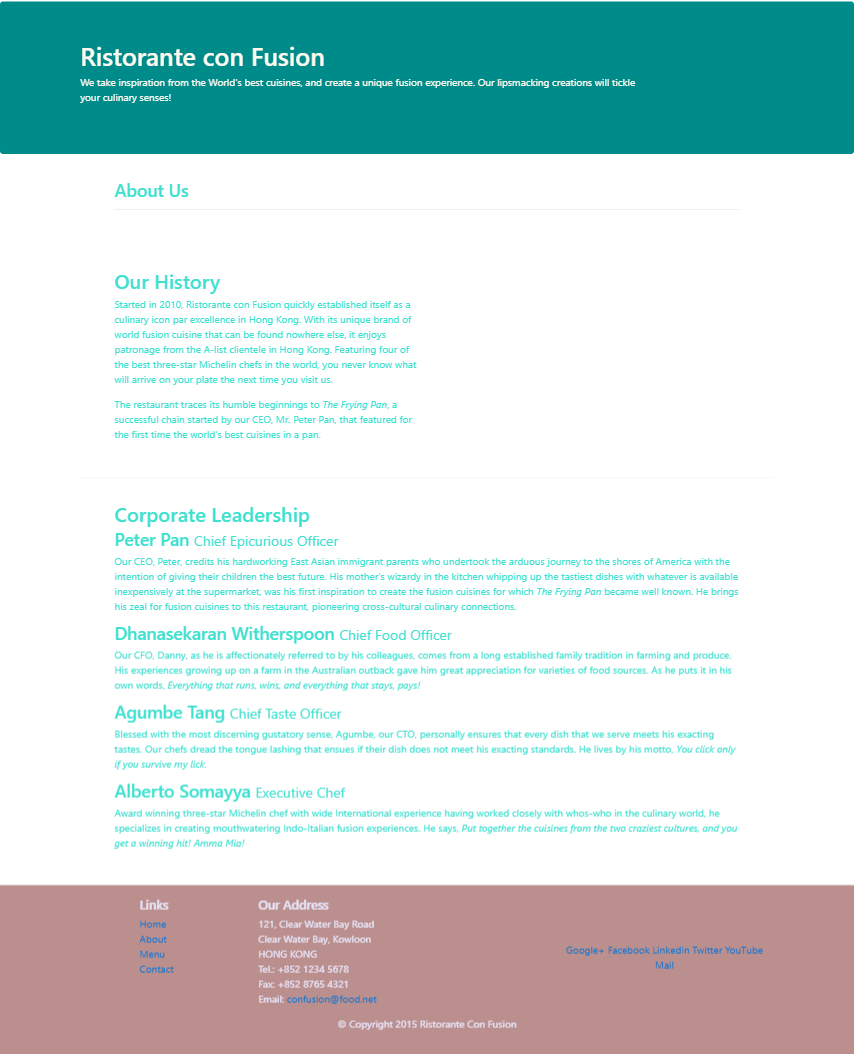 Ristorante con Fusion
We take inspiration from the World's best cuisines, and create a unique fusion experience. Our lipsmacking creations will tickle
your culinary senses!
About Us
Our History
Started in 2010, Ristorante con Fusion quickly established itself as a
culinary icon par excellence in Hong Kong. With its unique brand of
world fusion cuisine that can be found nowhere else, it enjoys
patronage from the A-list clientele in Hong Kong. Featuring four of
the best three-star Michelin chefs in the world, you never know what
will arrive on your plate the next time you visit us.
The restaurant traces its humble beginnings to The Frying Pan, a
successful chain started by our CEO, Mr. Peter Pan, that featured for
the first time the world's best cuisines in a pan.
Corporate Leadership
Peter Pan Chief Epicurious Officer
Our CEO, Peter, credits his hardworking East Asian immigrant parents who undertook the arduous journey to the shores of America with the
intention of giving their children the best future. His mother's wizardy in the kitchen whipping up the tastiest dishes with whatever is available
inexpensively at the supermarket, was his first inspiration to create the fusion cuisines for which The Frying Pan became well known. He brings
his zeal for fusion cuisines to this restaurant, pioneering cross-cultural culinary connections.
Dhanasekaran Witherspoon Chief Food Officer
Our CFO, Danny, as he is affectionately referred to by his colleagues, comes from a long established family tradition in farming and produce.
His experiences growing up on a farm in the Australian outback gave him great appreciation for varieties of food sources. As he puts it in his
own words, Everything that runs, wins, and everything that stays, pays!
Agumbe Tang Chief Taste Officer
Blessed with the most discerning gustatory sense, Agumbe, our CTO, personally ensures that every dish that we serve meets his exacting
tastes. Our chefs dread the tongue lashing that ensues if their dish does not meet his exacting standards. He lives by his motto, You click only
if you survive my lick.
Alberto Somayya Executive Chef
Award winning three-star Michelin chef with wide International experience having worked closely with whos-who in the culinary world, he
specializes in creating mouthwatering Indo-Italian fusion experiences. He says, Put together the cuisines from the two craziest cultures, and you
get a winning hit! Amma Mia!
Links
Home
About
Menu
Contact
Our Address
121, Clear Water Bay Road
Clear Water Bay, Kowloon
HONG KONG
Tel.: +852 1234 5678
Fax: +852 8765 4321
Email: confusion@food.net
Google+ Facebook LinkedIn Twitter YouTube
Mail
© Copyright 2015 Ristorante Con Fusion